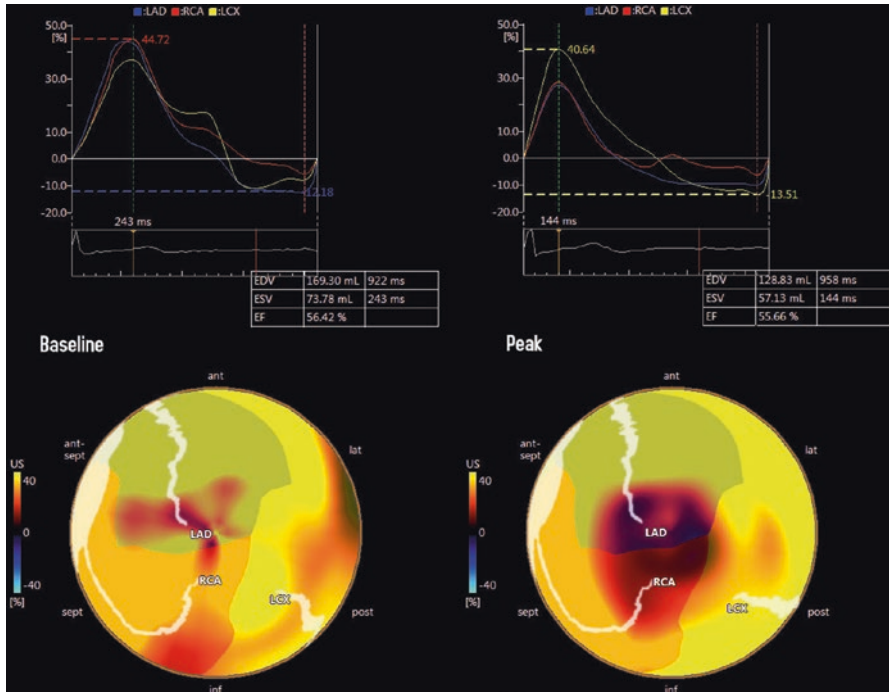 :LAD :RCA :LCX
50.0
[%]
44.72
30.0
10.0
0.0
-10.0
-20.0
12.18
243 ms
EDV 169.30 mL 922 ms
ESV 73.78 mL 243 ms
EF 56.42 %
:LAD :RCA :LCX
50.0
[%]
40.64
30.0
10.0
0.0
-10.0
-20.0
13.51
144 ms
EDV 128.83 mL 958 ms
ESV 57.13 mL 144 ms
EF 55.66 %
Baseline
ant
ant-
sept
lat
US
40
0
-40
[%]
LAD
RCA
LCX
sept
post
inf
Peak
ant
ant-
sept
lat
US
40
0
-40
[%]
LAD
RCA
LCX
sept
post
inf